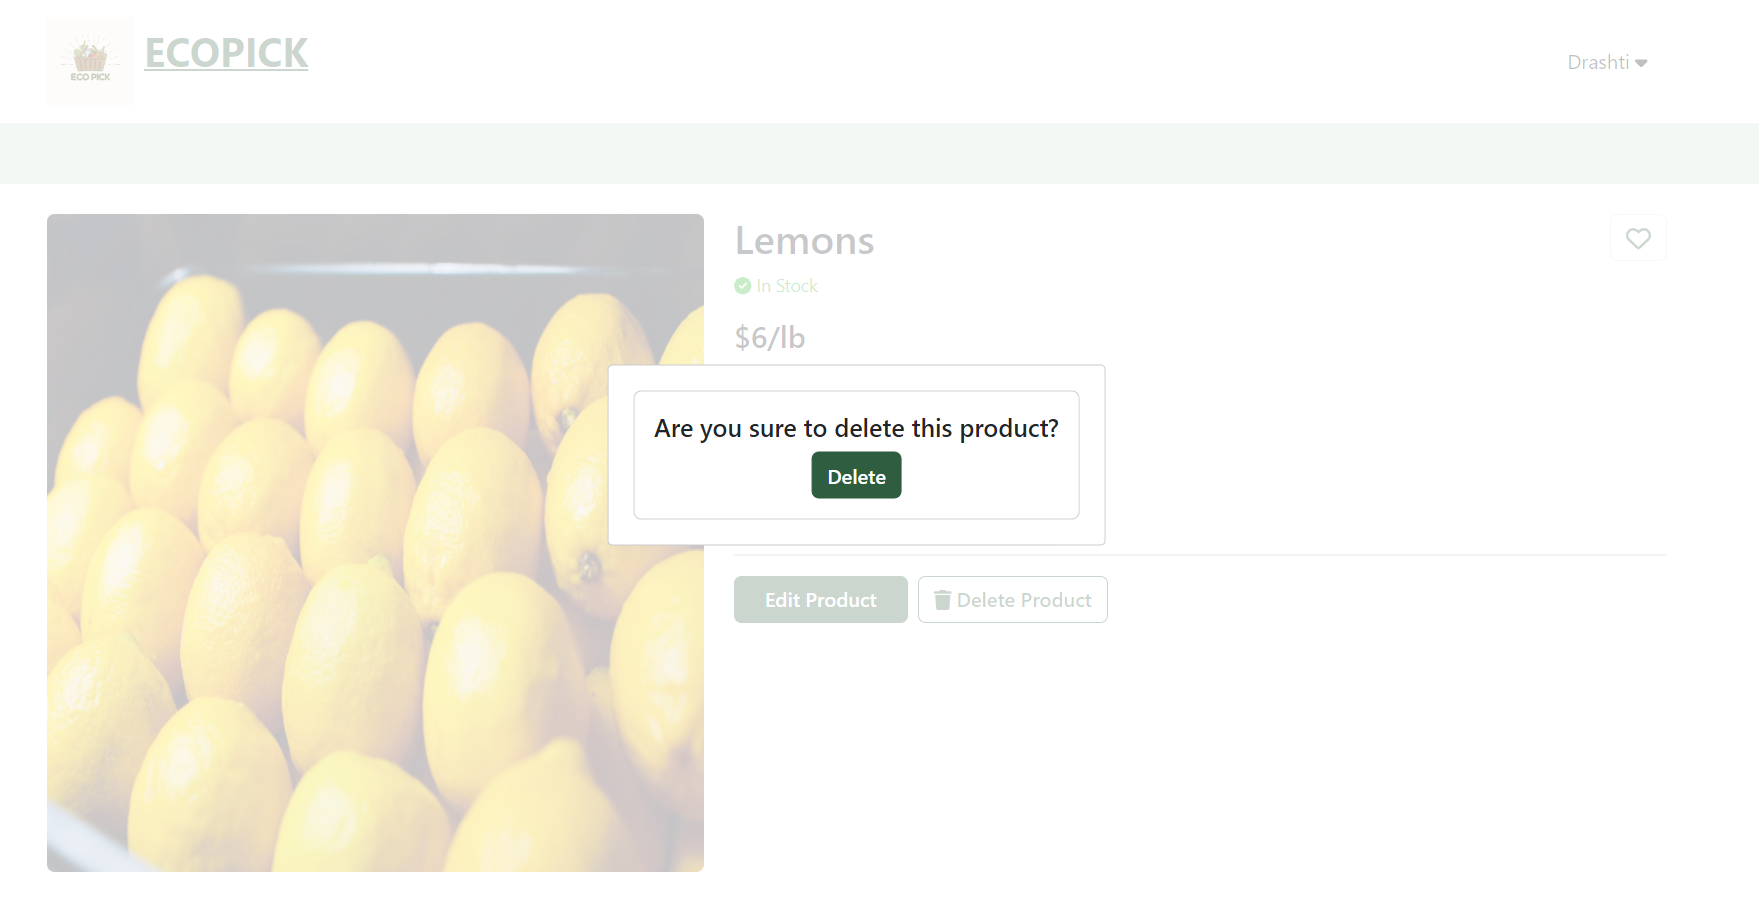 ECO PICK
ECOPICK
Drashti
Lemons
In Stock
$6/lb
Are you sure to delete this product?
Delete
Edit Product
Delete Product